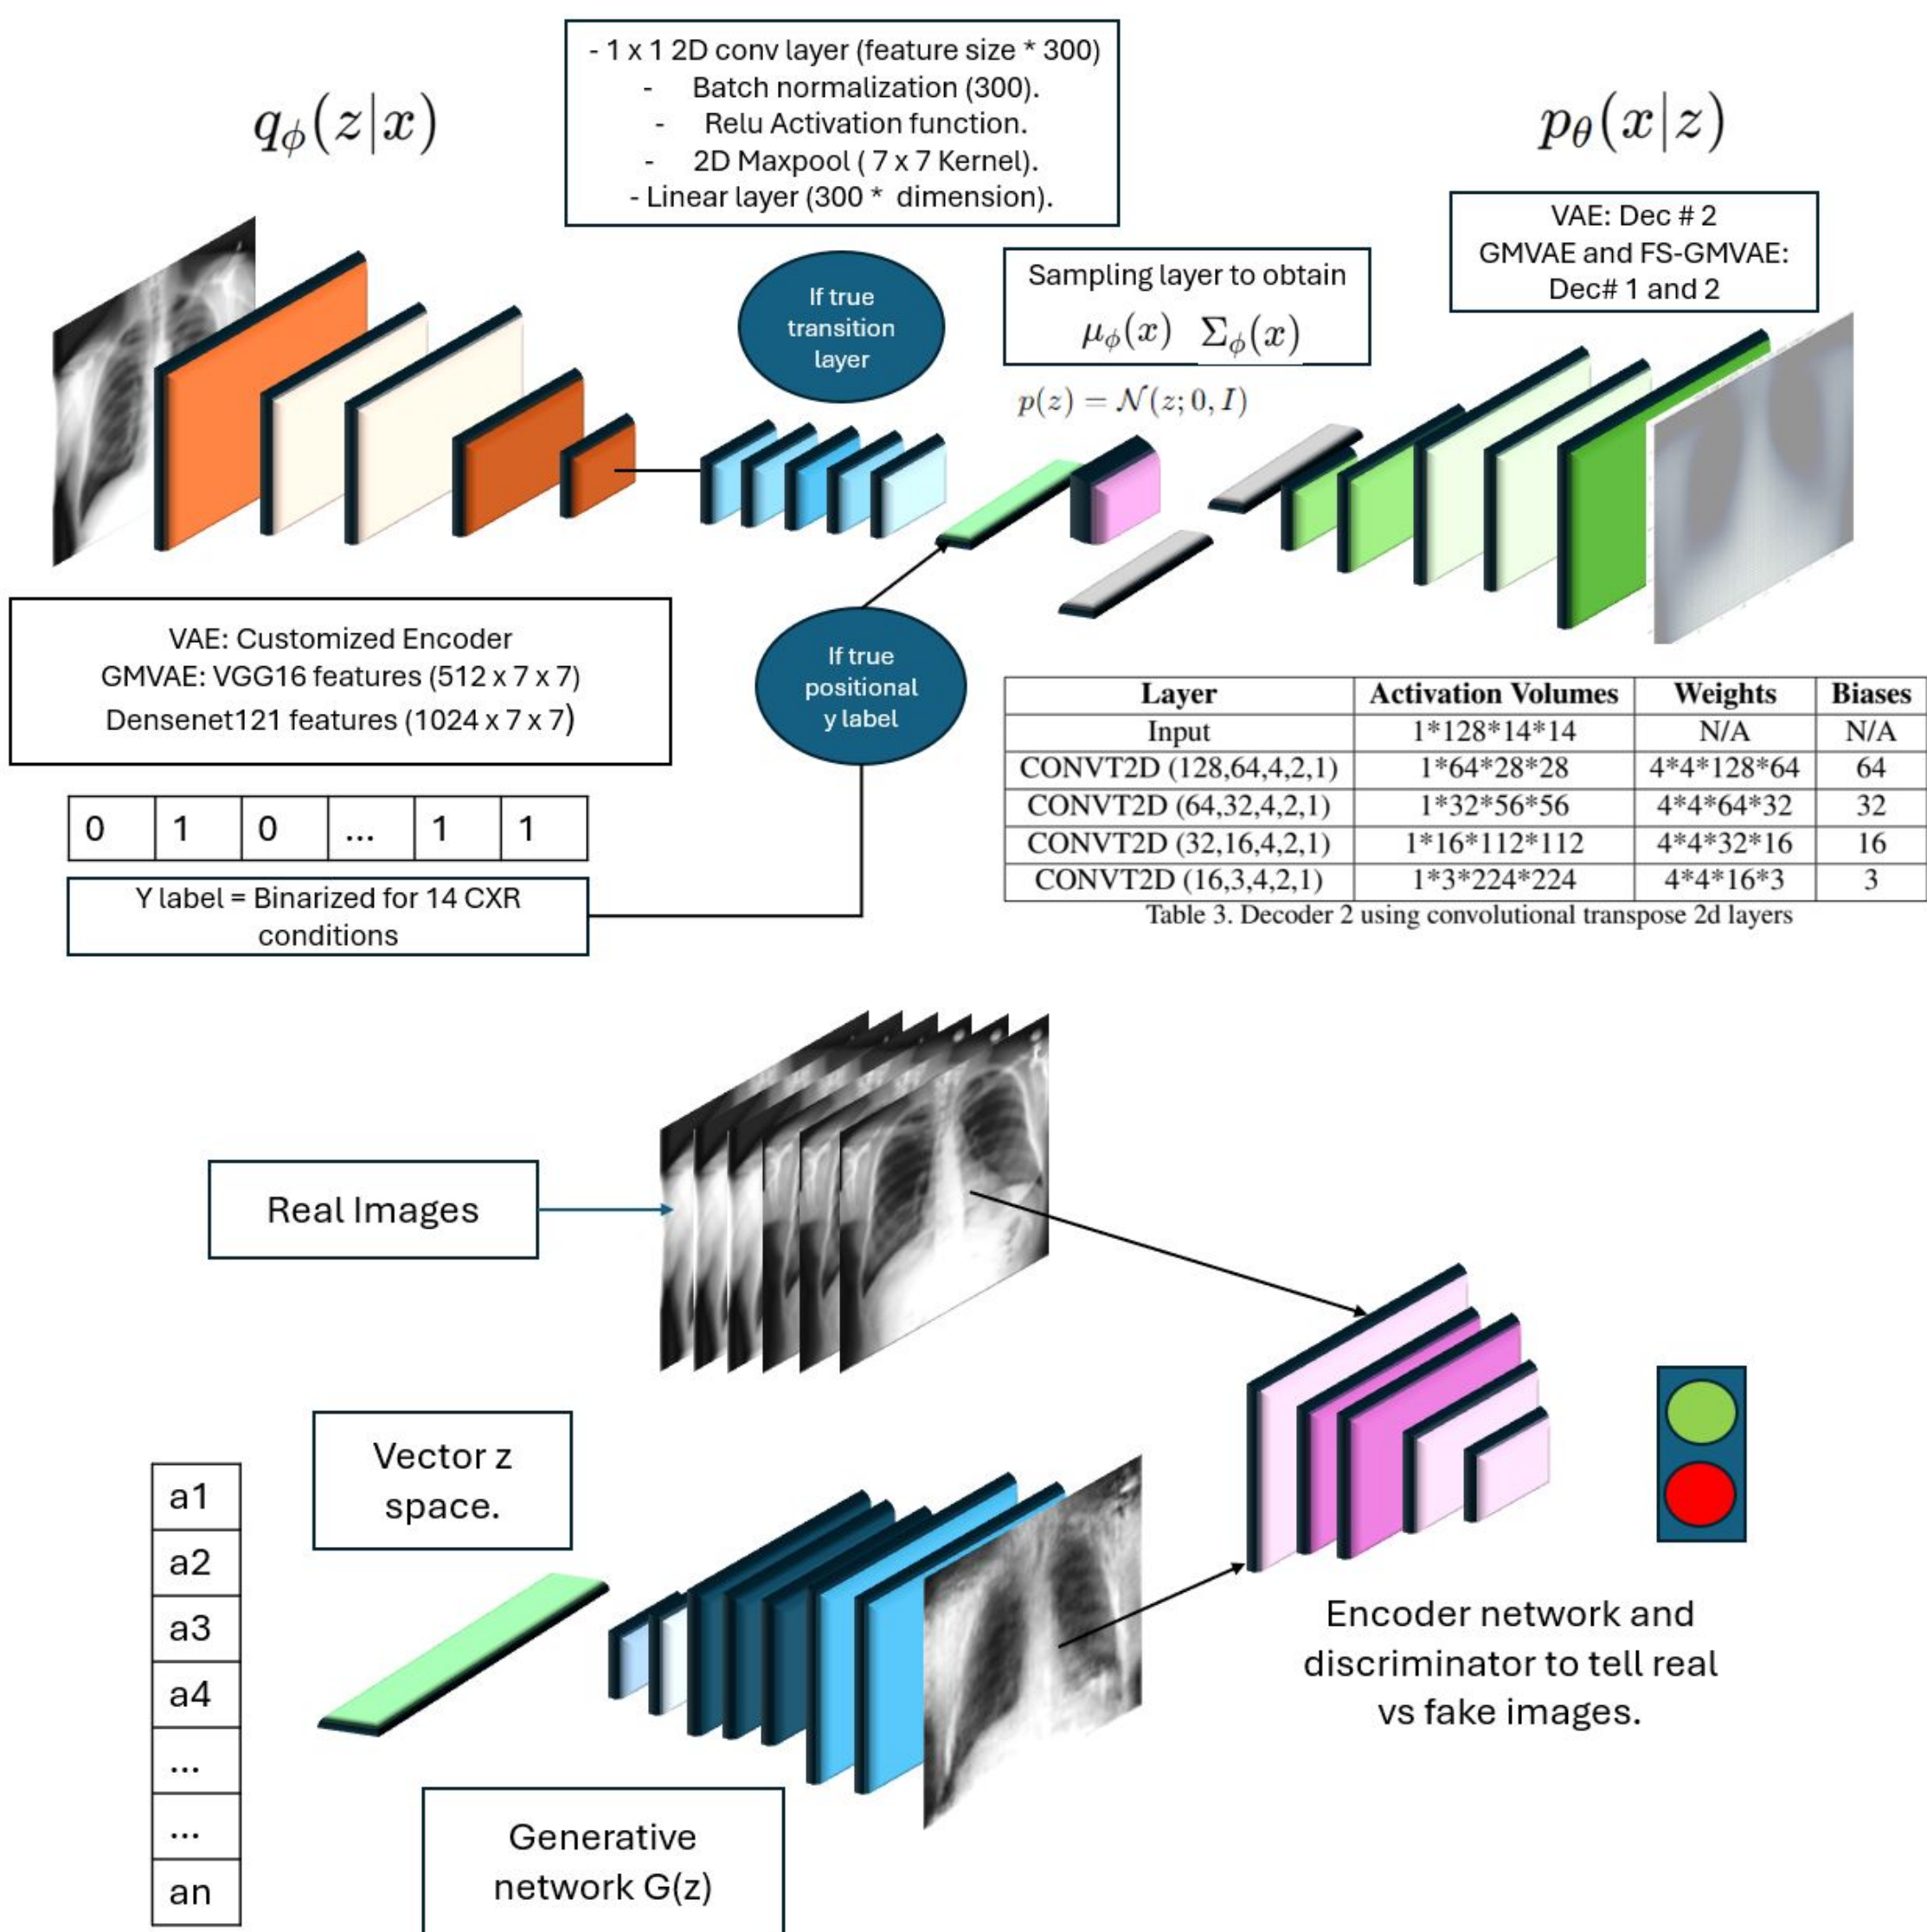 - 1 x 1 2D conv layer (feature size * 300)
- Batch normalization (300).
- Relu Activation function.
- 2D Maxpool ( 7 x 7 Kernel).
- Linear layer (300 * dimension).
qϕ(z|x)
pθ(x|z)
VAE: Dec # 2
GMVAE and FS-GMVAE:
Dec# 1 and 2
If true
transition
layer
Sampling layer to obtain
μϕ(x) Σϕ(x)
p(z) = 𝒩(z; 0, I)
VAE: Customized Encoder
GMVAE: VGG16 features (512 x 7 x 7)
Densenet121 features (1024 x 7 x 7)
If true
positional
y label
0 1 0 ... 1 1
Y label = Binarized for 14 CXR
conditions
Layer Activation Volumes Weights Biases
Input 1*128*14*14 N/A N/A
CONVT2D (128,64,4,2,1) 1*64*28*28 4*4*128*64 64
CONVT2D (64,32,4,2,1) 1*32*56*56 4*4*64*32 32
CONVT2D (32,16,4,2,1) 1*16*112*112 4*4*32*16 16
CONVT2D (16,3,4,2,1) 1*3*224*224 4*4*16*3 3
Table 3. Decoder 2 using convolutional transpose 2d layers
Real Images
Vector z
space.
a1
a2
a3
a4
...
...
an
Generative
network G(z)
Encoder network and
discriminator to tell real
vs fake images.